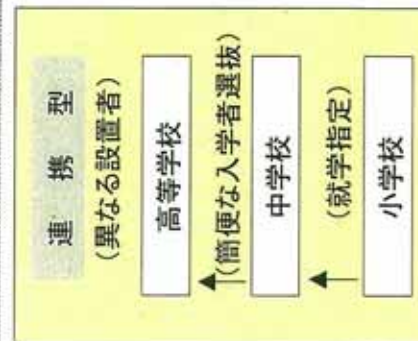 連携型
(異なる設置者)
高等学校
(簡便な入学者選抜)
中学校
(就学指定)
小学校